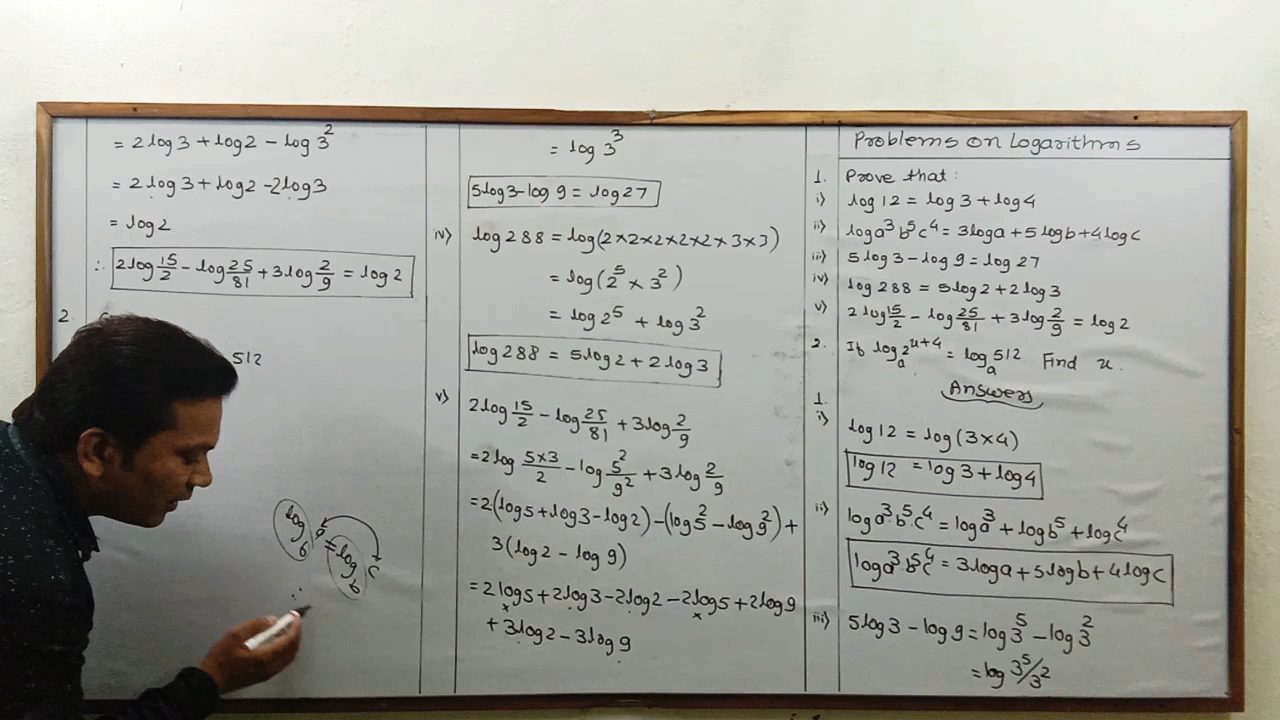 Problems on Logarithms
1. Prove that:
i) log 12 = log 3 + log 4
ii) log a³ b⁵ c⁴ = 3 log a + 5 log b + 4 log c
iii) 5 log 3 - log 9 = log 27
iv) log 288 = 5 log 2 + 2 log 3
v) 2 log 15/2 - log 25/81 + 3 log 2/9 = log 2
2. If logₐ 2^(x+4) = logₐ 512 Find x.
Answers
1.
i) log 12 = log (3×4)
log 12 = log 3 + log 4
ii) log a³·b⁵·c⁴ = log a³ + log b⁵ + log c⁴
log a³·b⁵c⁴ = 3 log a + 5 log b + 4 log c
iii) 5 log 3 - log 9 = log 3⁵ - log 3²
= log 3⁵/3²
= log 3³
5 log 3 - log 9 = log 27
iv) log 288 = log (2×2×2×2×2×3×3)
= log (2⁵ × 3²)
= log 2⁵ + log 3²
log 288 = 5 log 2 + 2 log 3
v) 2 log 15/2 - log 25/81 + 3 log 2/9
= 2 log 5×3/2 - log 5²/9² + 3 log 2/9
= 2 (log 5 + log 3 - log 2) - (log 5² - log 9²) +
3 (log 2 - log 9)
= 2 log 5 + 2 log 3 - 2 log 2 - 2 log 5 + 2 log 9
+ 3 log 2 - 3 log 9
= 2 log 3 + log 2 - log 3²
= 2 log 3 + log 2 - 2 log 3
= log 2
∴ 2 log 15/2 - log 25/81 + 3 log 2/9 = log 2
2.
512
log_b a = log_b c
∴